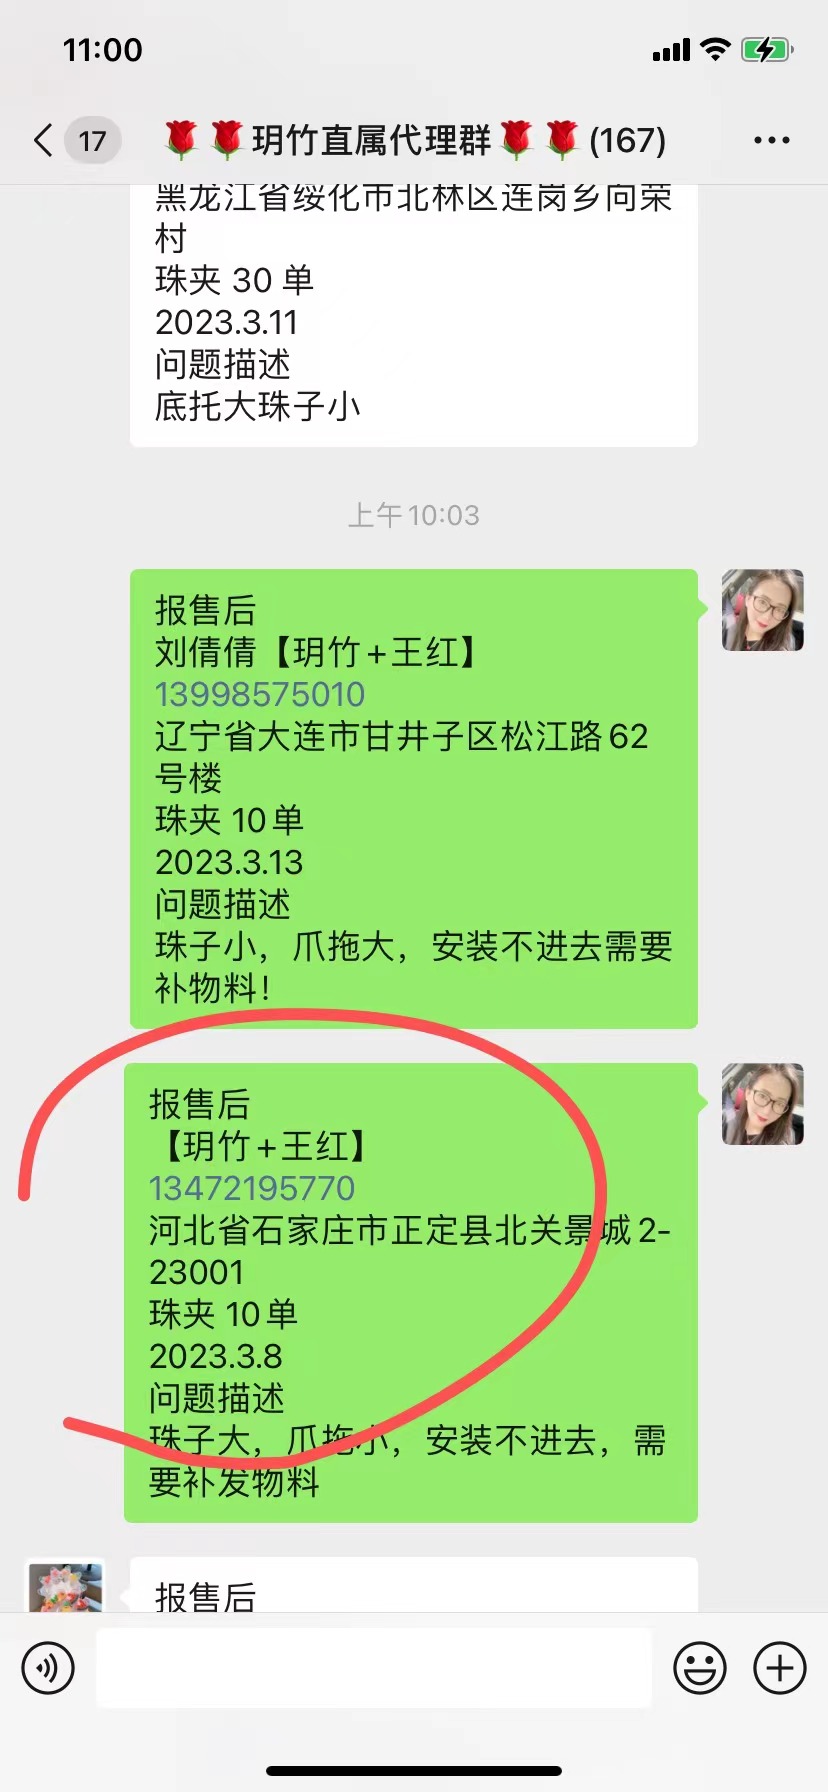 11:00
17
🌹🌹玥竹直属代理群🌹🌹(167)
黑龙江省绥化市北林区连岗乡向荣
村
珠夹 30 单
2023.3.11
问题描述
底托大珠子小
上午10:03
报售后
刘倩倩【玥竹+王红】
13998575010
辽宁省大连市甘井子区松江路62
号楼
珠夹 10单
2023.3.13
问题描述
珠子小，爪拖大，安装不进去需要
补物料！
报售后
【玥竹+王红】
13472195770
河北省石家庄市正定县北关景城2-
23001
珠夹 10单
2023.3.8
问题描述
珠子大，爪拖小，安装不进去，需
要补发物料
报售后